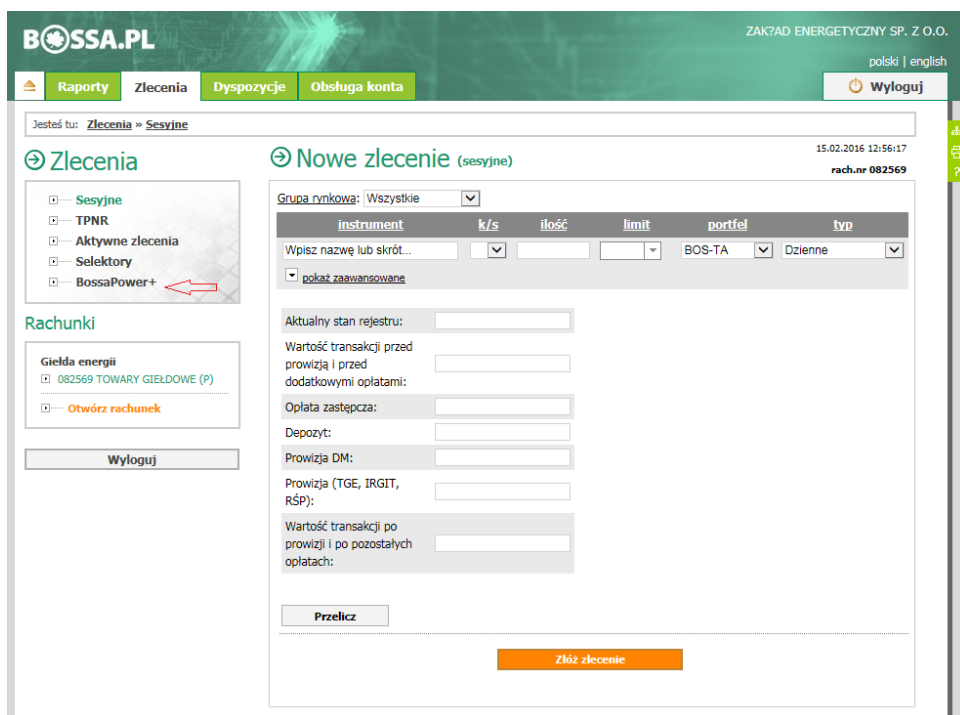 BOSSA.PL
ZAK?AD ENERGETYCZNY SP. Z O.O.
polski | english
Raporty Zlecenia Dyspozycje Obsługa konta
Wyloguj
Jesteś tu: Zlecenia » Sesyjne
Zlecenia
Sesyjne
TPNR
Aktywne zlecenia
Selektory
BossaPower+
Rachunki
Giełda energii
082569 TOWARY GIEŁDOWE (P)
Otwórz rachunek
Wyloguj
Nowe zlecenie (sesyjne)
15.02.2016 12:56:17
rach.nr 082569
Grupa rynkowa: Wszystkie
instrument k/s ilość limit portfel typ
Wpisz nazwę lub skrót... BOS-TA Dzienne
pokaż zaawansowane
Aktualny stan rejestru:
Wartość transakcji przed
prowizją i przed
dodatkowymi opłatami:
Opłata zastępcza:
Depozyt:
Prowizja DM:
Prowizja (TGE, IRGIT,
RŚP):
Wartość transakcji po
prowizji i po pozostałych
opłatach:
Przelicz
Złóż zlecenie
?